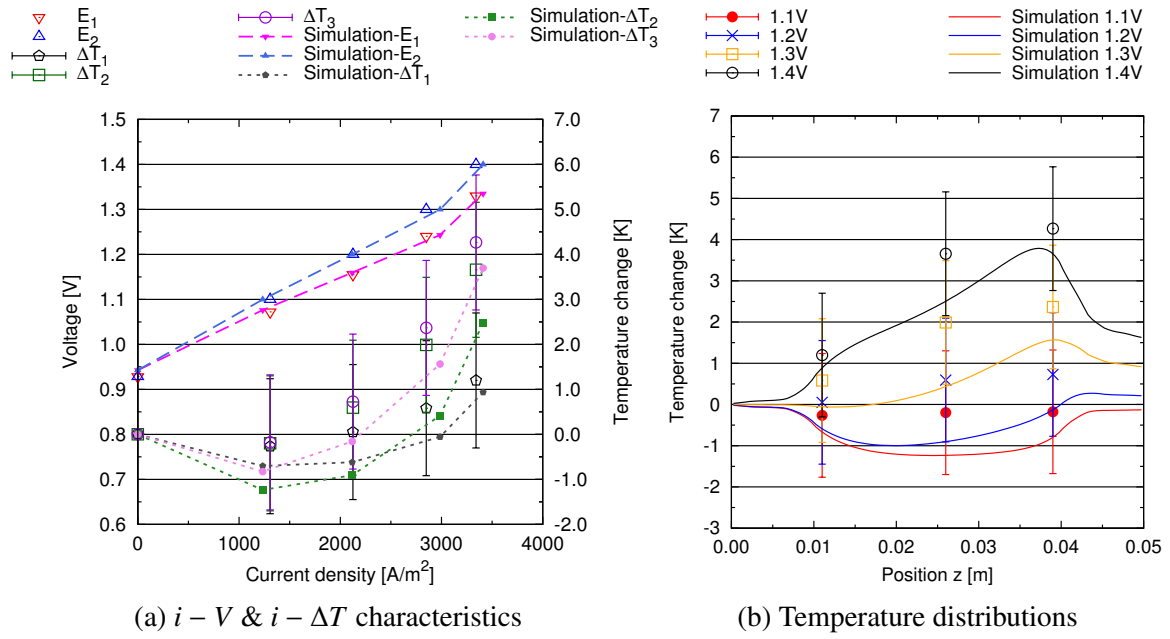 E1 ΔT3 Simulation-ΔT2
E2 Simulation-E1 Simulation-ΔT3
ΔT1 Simulation-E2
ΔT2 Simulation-ΔT1
1.1V Simulation 1.1V
1.2V Simulation 1.2V
1.3V Simulation 1.3V
1.4V Simulation 1.4V
1.5 7.0
1.4 6.0
1.3 5.0
1.2 4.0
1.1 3.0
1.0 2.0
0.9 1.0
0.8 0.0
0.7 -1.0
0.6 -2.0
Voltage [V]
Temperature change [K]
0 1000 2000 3000 4000
Current density [A/m²]
(a) i – V & i – ΔT characteristics
7
6
5
4
3
2
1
0
-1
-2
-3
Temperature change [K]
0.00 0.01 0.02 0.03 0.04 0.05
Position z [m]
(b) Temperature distributions